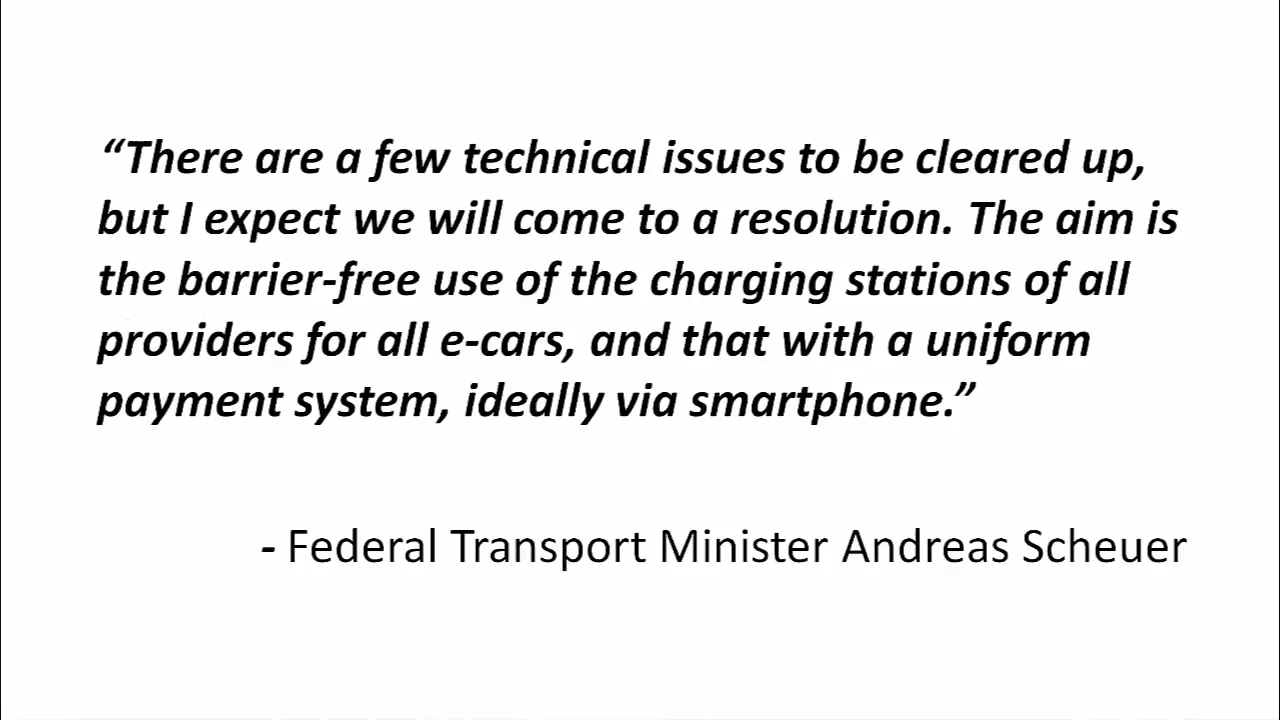 “There are a few technical issues to be cleared up,
but I expect we will come to a resolution. The aim is
the barrier-free use of the charging stations of all
providers for all e-cars, and that with a uniform
payment system, ideally via smartphone.”
- Federal Transport Minister Andreas Scheuer